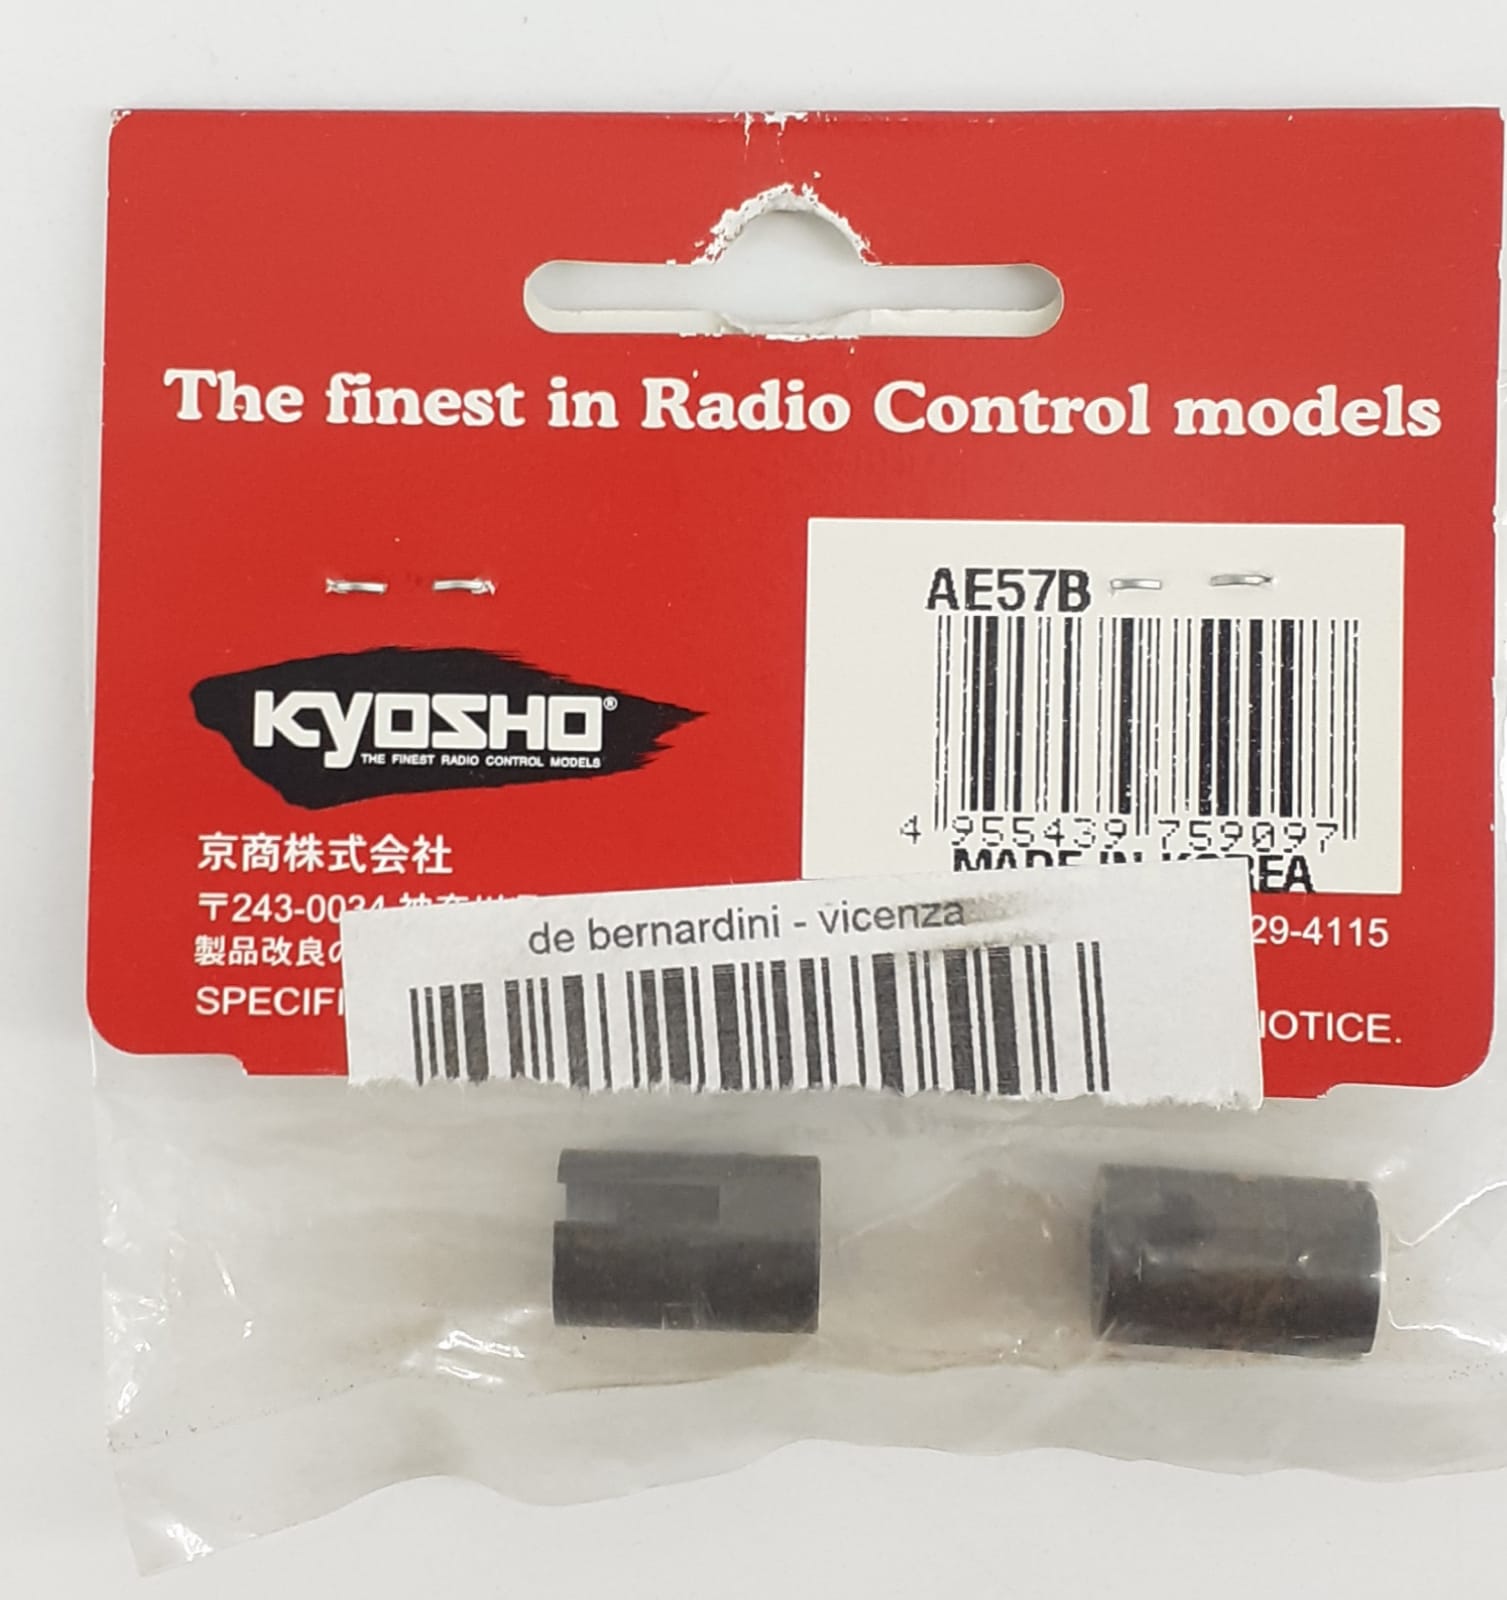 The finest in Radio Control models
AE57B
KYOSHO®
THE FINEST RADIO CONTROL MODELS
4 955439 759097
MADE IN KOREA
京商株式会社
〒243-0034
29-4115
製品改良の
SPECIFI
NOTICE.
de bernardini - vicenza